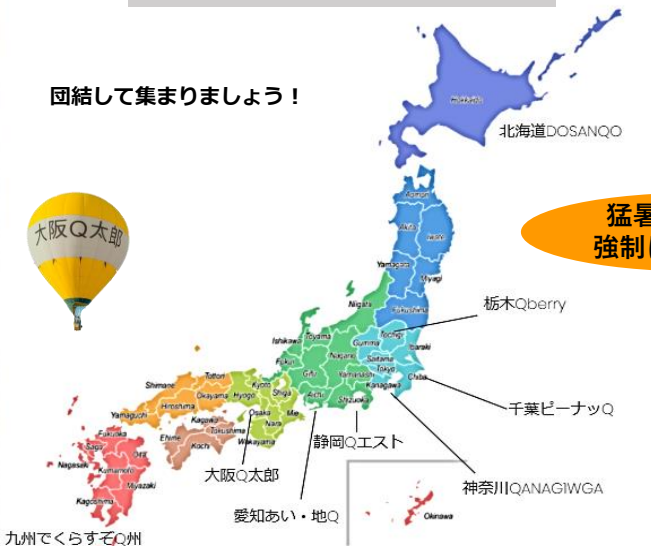 団結して集まりましょう！
Hokkaido
北海道DOSANQO
大阪Q太郎
Aomori
Akita
Iwate
猛暑
強制
Yamagata
Miyagi
Niigata
Fukushima
栃木Qberry
Ishikawa
Toyama
Tochigi
Gumma
Ibaraki
Fukui
Nagano
Saitama
Tokyo
Gifu
Yamanashi
Chiba
Kanagawa
Aichi
Shizuoka
千葉ピーナッQ
Shimane
Tottori
Kyoto
Shiga
Okayama
Hyogo
Hiroshima
Osaka
Mie
Nara
Yamaguchi
Kagawa
Tokushima
Wakayama
Ehime
Kochi
静岡Qエスト
Fukuoka
Saga
Oita
Nagasaki
Kumamoto
Miyazaki
Kagoshima
大阪Q太郎
神奈川QANAGIWGA
愛知あい・地Q
Okinawa
九州でくらすぞQ州